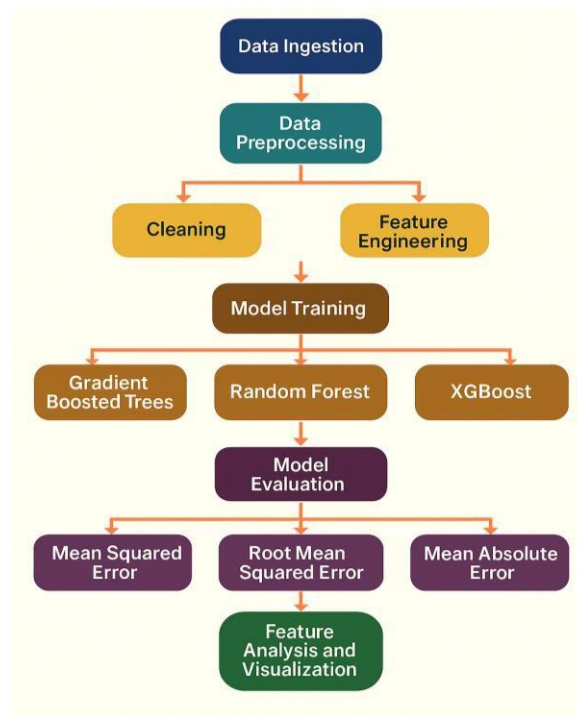 Data Ingestion
Data
Preprocessing
Cleaning
Feature
Engineering
Model Training
Gradient
Boosted Trees
Random Forest
XGBoost
Model
Evaluation
Mean Squared
Error
Root Mean
Squared Error
Mean Absolute
Error
Feature
Analysis and
Visualization